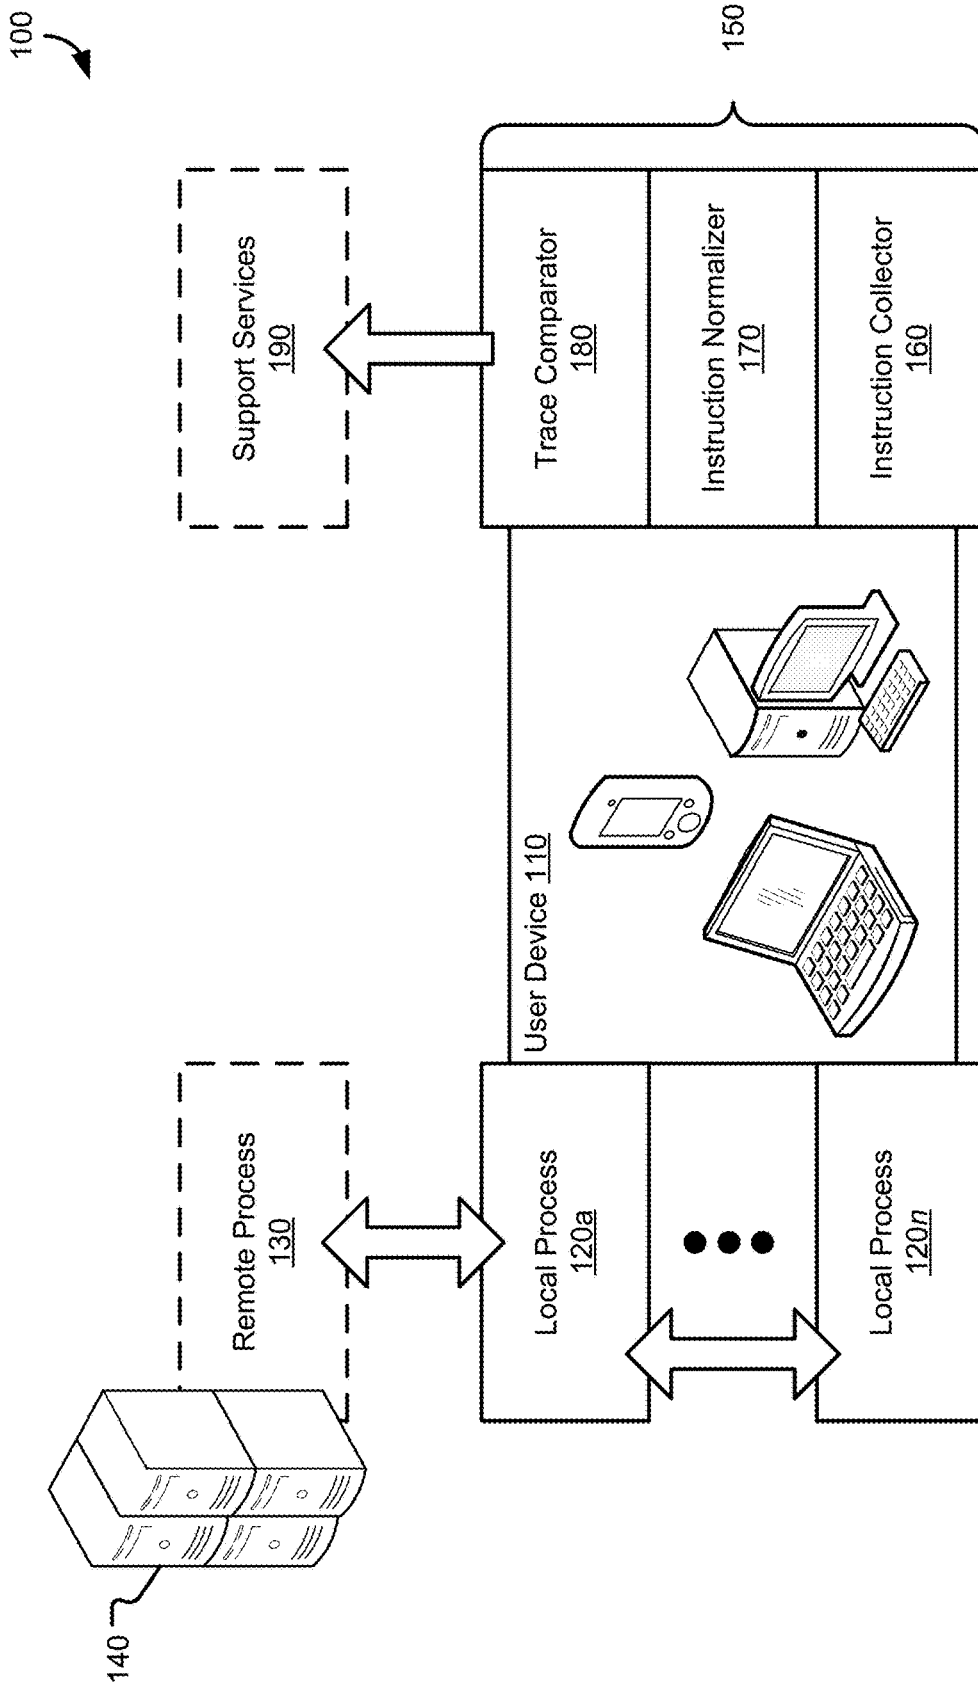 100
140
Remote Process
130
Support Services
190
Local Process
120a
User Device 110
Trace Comparator
180
Instruction Normalizer
170
Local Process
120n
Instruction Collector
160
150